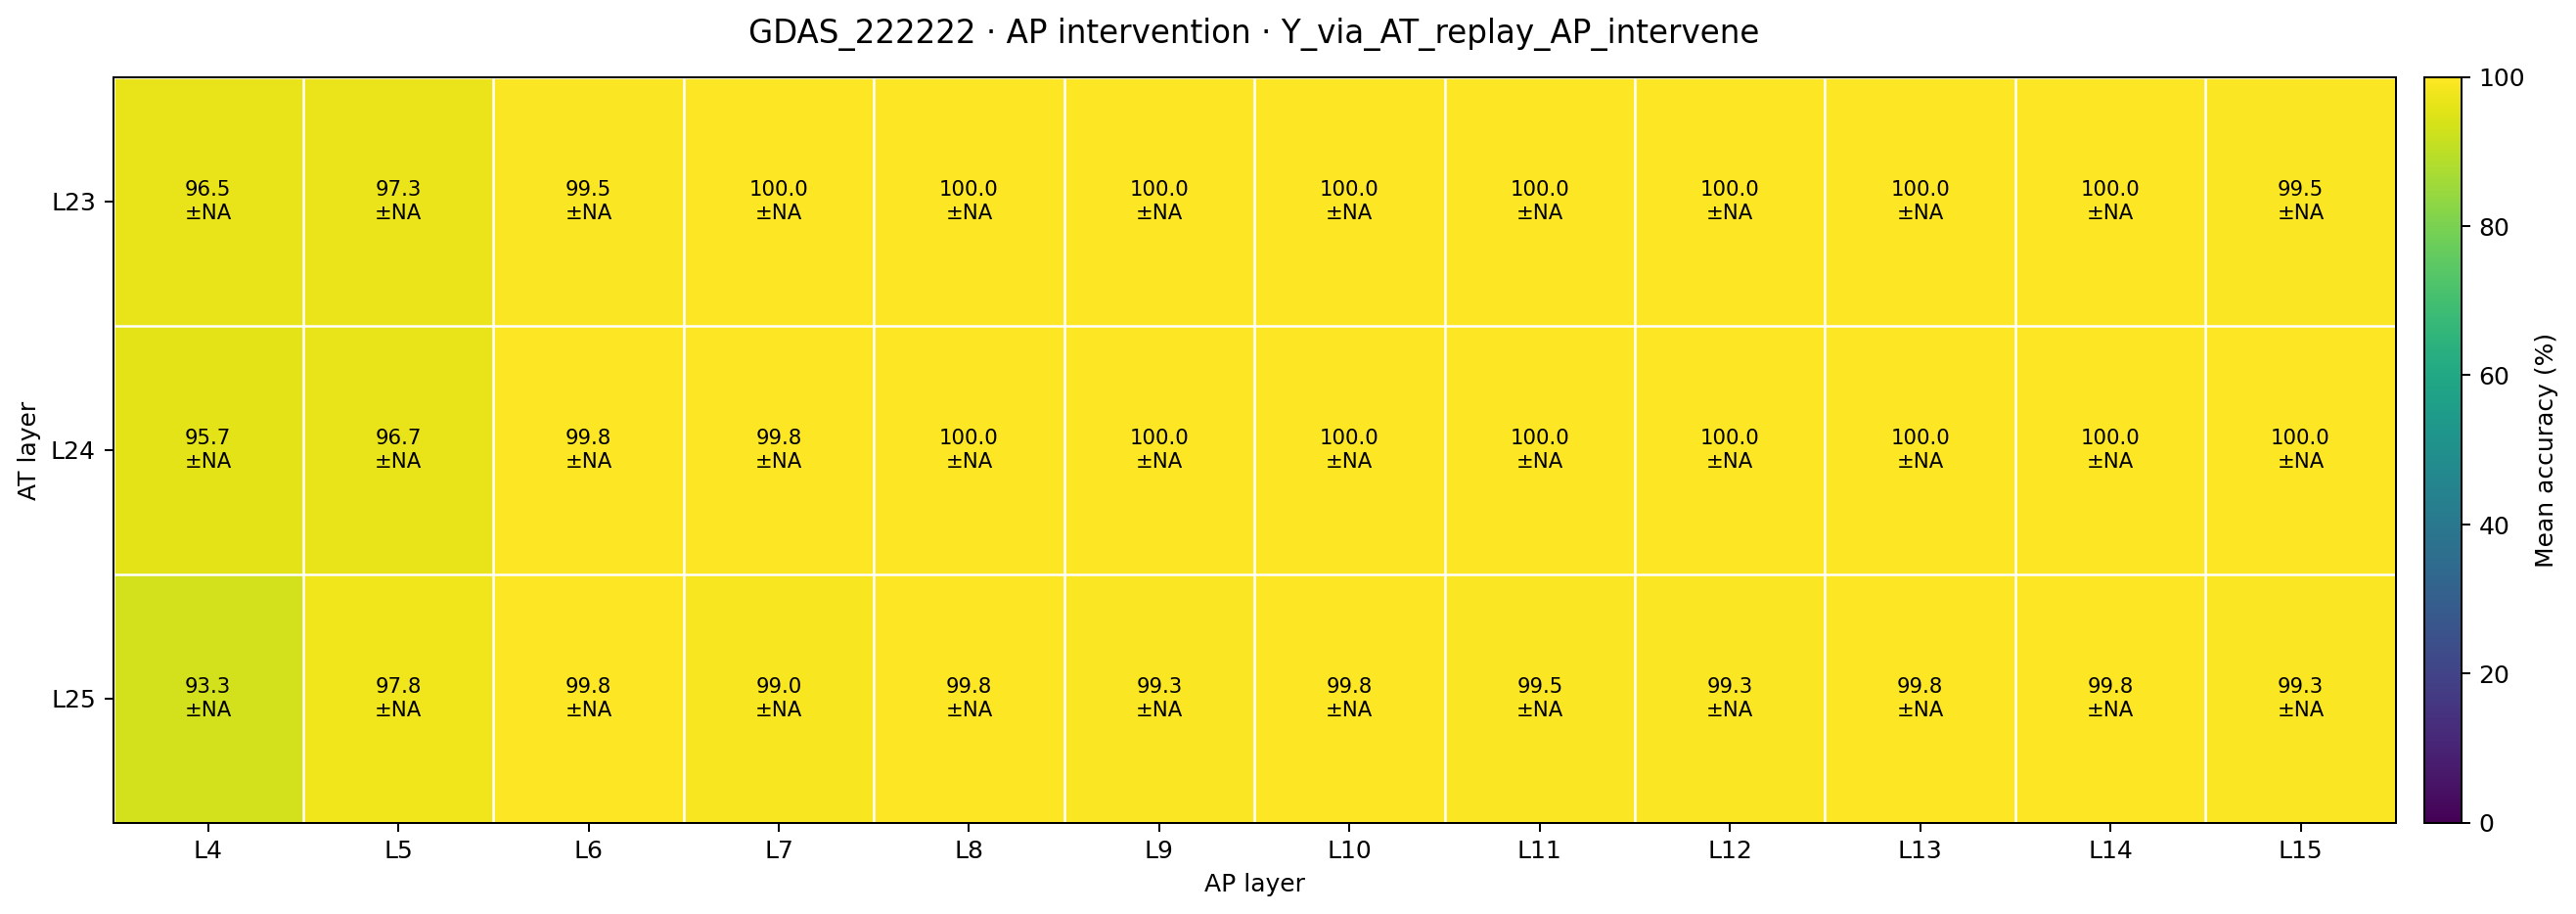 GDAS_222222 · AP intervention · Y_via_AT_replay_AP_intervene
AT layer
L23
96.5 97.3 99.5 100.0 100.0 100.0 100.0 100.0 100.0 100.0 100.0 99.5
±NA ±NA ±NA ±NA ±NA ±NA ±NA ±NA ±NA ±NA ±NA ±NA
L24
95.7 96.7 99.8 99.8 100.0 100.0 100.0 100.0 100.0 100.0 100.0 100.0
±NA ±NA ±NA ±NA ±NA ±NA ±NA ±NA ±NA ±NA ±NA ±NA
L25
93.3 97.8 99.8 99.0 99.8 99.3 99.8 99.5 99.3 99.8 99.8 99.3
±NA ±NA ±NA ±NA ±NA ±NA ±NA ±NA ±NA ±NA ±NA ±NA
L4 L5 L6 L7 L8 L9 L10 L11 L12 L13 L14 L15
AP layer
100
80
60
40
20
0
Mean accuracy (%)